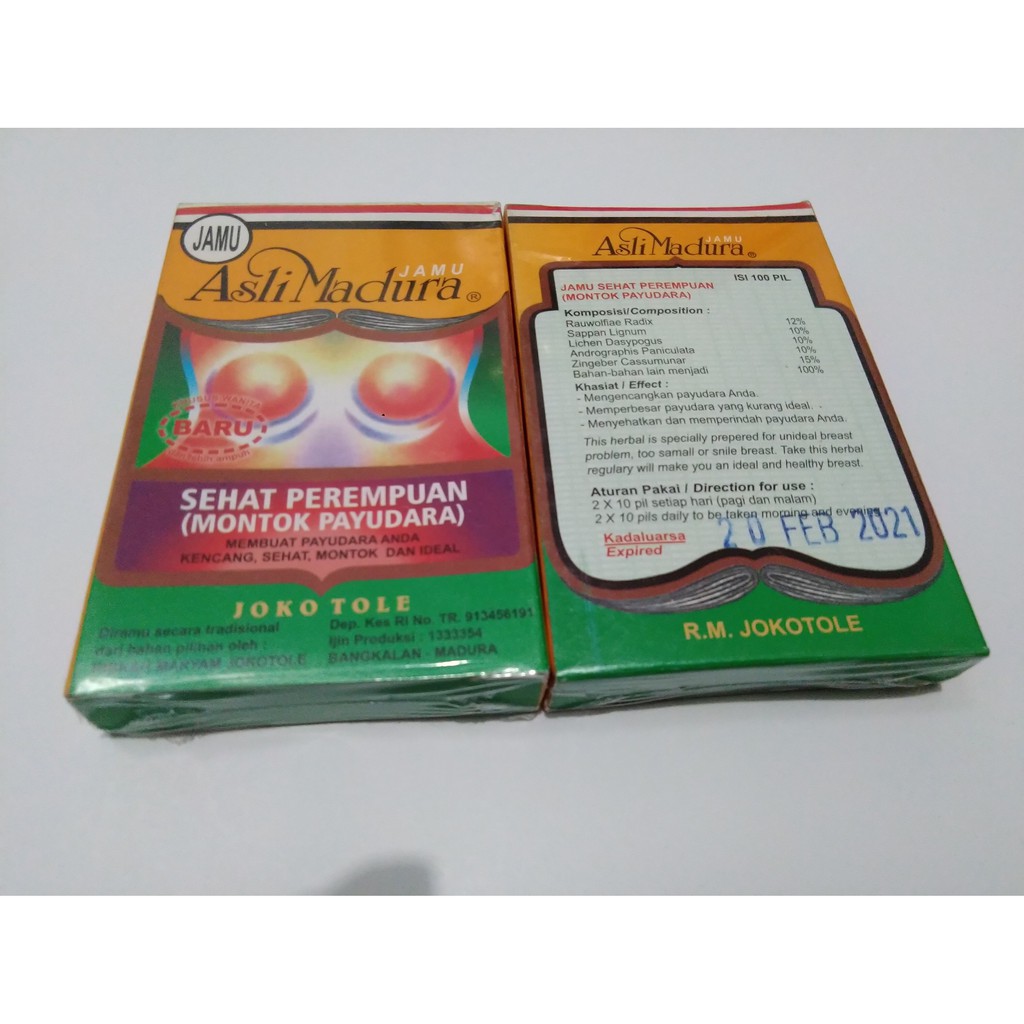 JAMU
JAMU
Asli Madura ®
BARU
SEHAT PEREMPUAN
(MONTOK PAYUDARA)
MEMBUAT PAYUDARA ANDA
KENCANG, SEHAT, MONTOK DAN IDEAL
JOKO TOLE
Diramu secara tradisional
dari bahan pilihan oleh :
MARYAM JOKOTOLE
Dep. Kes RI No. TR. 913456191
Ijin Produksi : 1333354
BANGKALAN - MADURA
JAMU
Asli Madura ®
JAMU SEHAT PEREMPUAN
(MONTOK PAYUDARA)
ISI 100 PIL
Komposisi/Composition :
Rauwolfiae Radix 12%
Sappan Lignum 10%
Lichen Dasypogus 10%
Andrographis Paniculata 10%
Zingeber Cassumunar 15%
Bahan-bahan lain menjadi 100%
Khasiat / Effect :
- Mengencangkan payudara Anda.
- Memperbesar payudara yang kurang ideal.
- Menyehatkan dan memperindah payudara Anda.
This herbal is specially prepared for unideal breast
problem, too samall or snile breast. Take this herbal
regulary will make you an ideal and healthy breast.
Aturan Pakai / Direction for use :
2 X 10 pil setiap hari (pagi dan malam)
2 X 10 pils daily to be taken morning and evening
Kadaluarsa
Expired
20 FEB 2021
R.M. JOKOTOLE